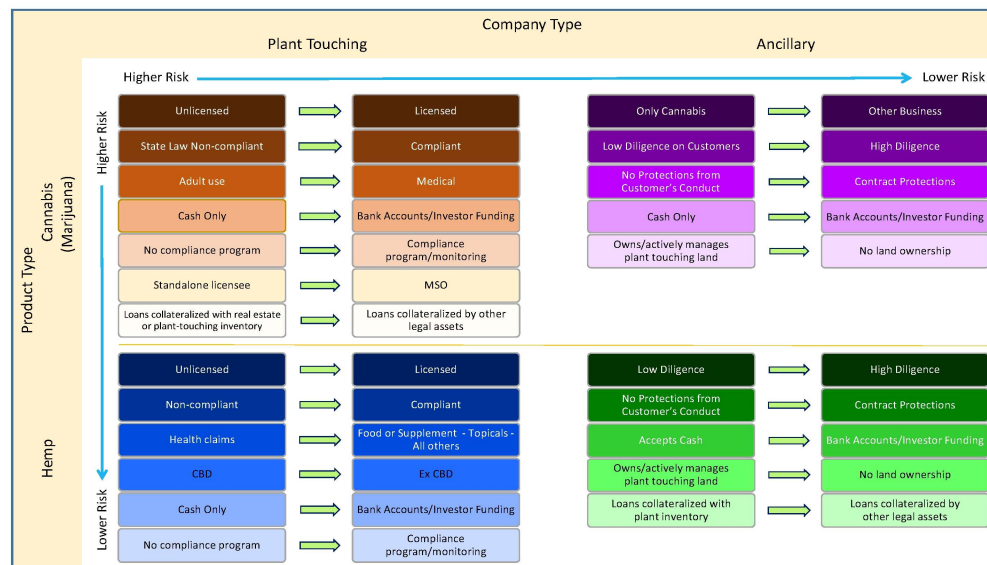 Company Type
Plant Touching
Ancillary
Higher Risk
Lower Risk
Product Type
Cannabis
(Marijuana)
Higher Risk
Unlicensed
Licensed
State Law Non-compliant
Compliant
Adult use
Medical
Cash Only
Bank Accounts/Investor Funding
No compliance program
Compliance
program/monitoring
Standalone licensee
MSO
Loans collateralized with real estate
or plant-touching inventory
Loans collateralized by other
legal assets
Only Cannabis
Other Business
Low Diligence on Customers
High Diligence
No Protections from
Customer's Conduct
Contract Protections
Cash Only
Bank Accounts/Investor Funding
Owns/actively manages
plant touching land
No land ownership
Hemp
Lower Risk
Unlicensed
Licensed
Non-compliant
Compliant
Health claims
Food or Supplement - Topicals -
All others
CBD
Ex CBD
Cash Only
Bank Accounts/Investor Funding
No compliance program
Compliance
program/monitoring
Low Diligence
High Diligence
No Protections from
Customer's Conduct
Contract Protections
Accepts Cash
Bank Accounts/Investor Funding
Owns/actively manages
plant touching land
No land ownership
Loans collateralized with
plant inventory
Loans collateralized by
other legal assets